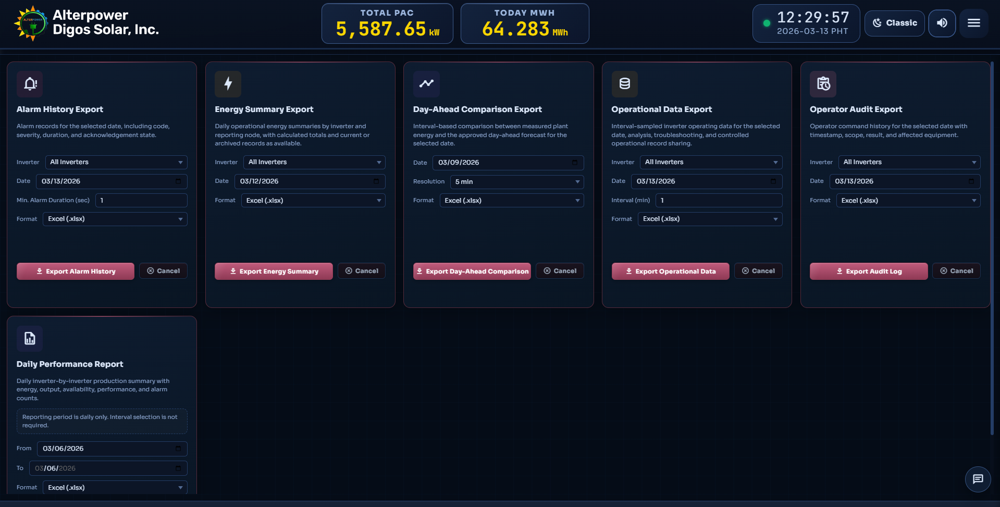 ALTERPOWER
Alterpower
Digos Solar, Inc.
TOTAL PAC
5,587.65 kW
TODAY MWH
64.283 MWh
12:29:57
2026-03-13 PHT
Classic
Alarm History Export
Alarm records for the selected date, including code,
severity, duration, and acknowledgement state.
Inverter All Inverters
Date 03/13/2026
Min. Alarm Duration (sec) 1
Format Excel (.xlsx)
Export Alarm History
Cancel
Energy Summary Export
Daily operational energy summaries by inverter and
reporting node, with calculated totals and current or
archived records as available.
Inverter All Inverters
Date 03/12/2026
Format Excel (.xlsx)
Export Energy Summary
Cancel
Day-Ahead Comparison Export
Interval-based comparison between measured plant
energy and the approved day-ahead forecast for the
selected date.
Date 03/09/2026
Resolution 5 min
Format Excel (.xlsx)
Export Day-Ahead Comparison
Cancel
Operational Data Export
Interval-sampled inverter operating data for the selected
date, analysis, troubleshooting, and controlled
operational record sharing.
Inverter All Inverters
Date 03/13/2026
Interval (min) 1
Format Excel (.xlsx)
Export Operational Data
Cancel
Operator Audit Export
Operator command history for the selected date with
timestamp, scope, result, and affected equipment.
Inverter All Inverters
Date 03/13/2026
Format Excel (.xlsx)
Export Audit Log
Cancel
Daily Performance Report
Daily inverter-by-inverter production summary with
energy, output, availability, performance, and alarm
counts.
Reporting period is daily only. Interval selection is not
required.
From 03/06/2026
To 03/06/2026
Format Excel (.xlsx)